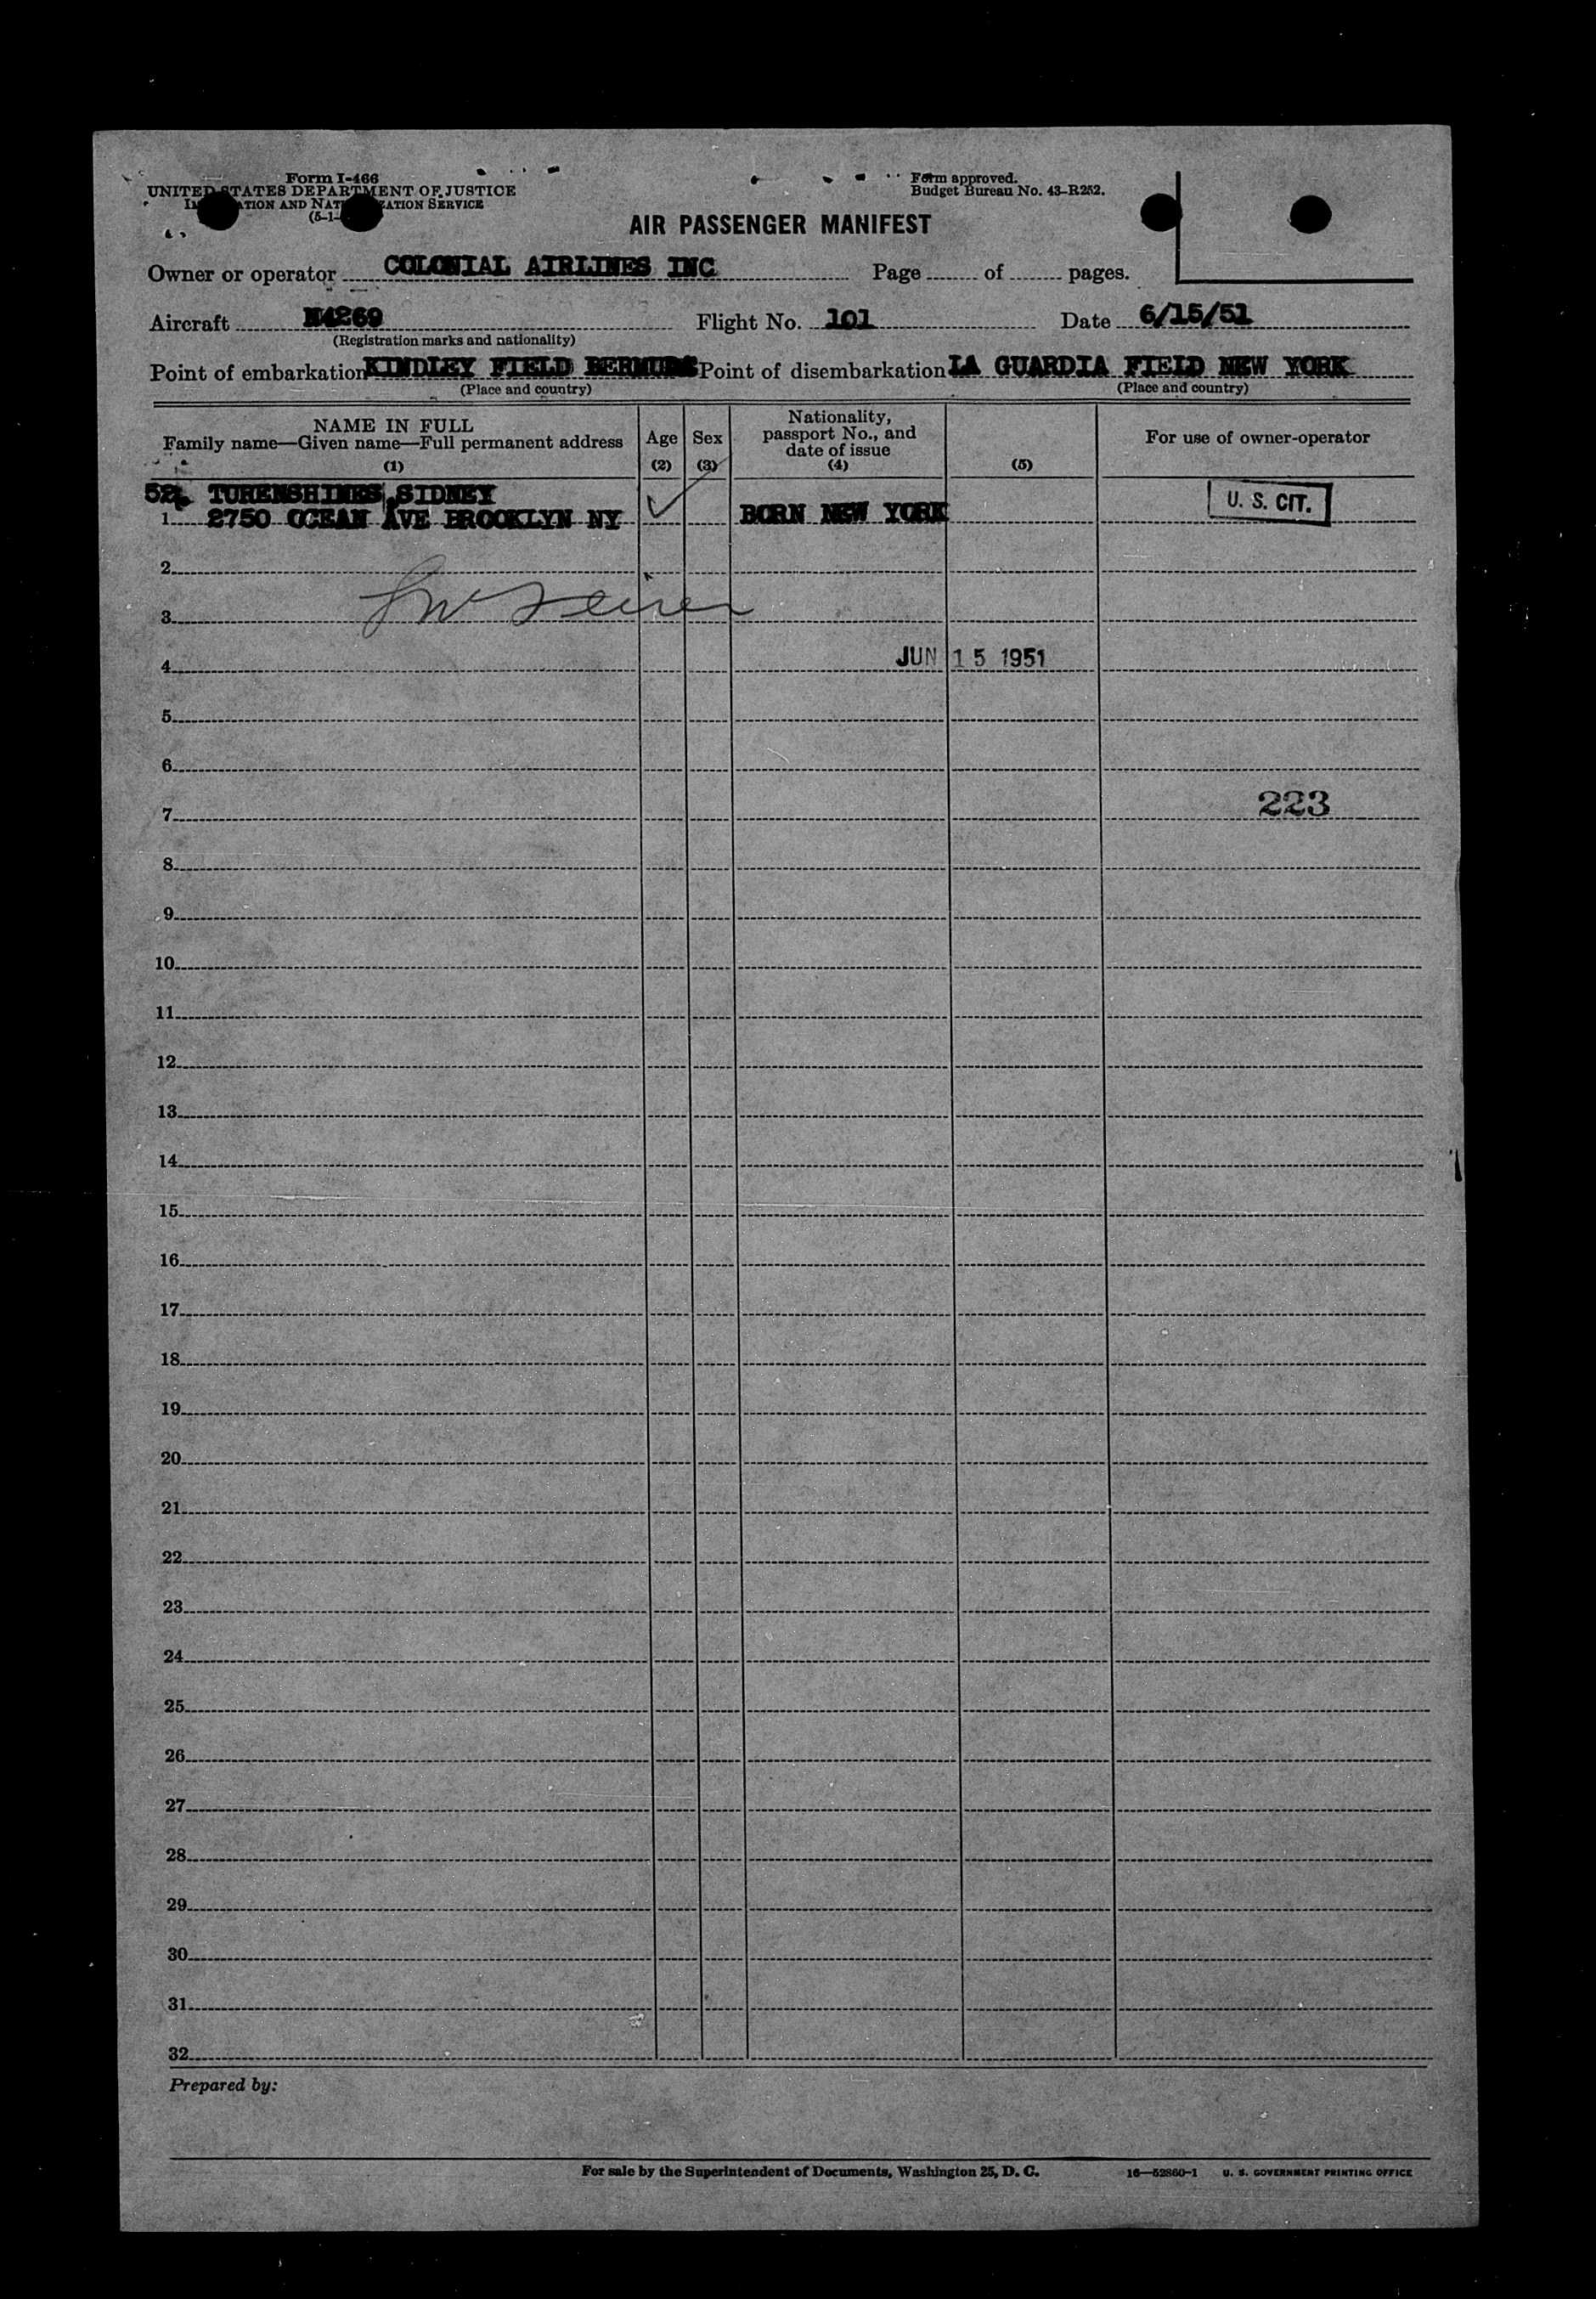 Form I-466
UNITED STATES DEPARTMENT OF JUSTICE
AND SERVICE
(5-1-
Form approved.
Budget Bureau No. 43-R252.
AIR PASSENGER MANIFEST
Owner or operator COLONIAL AIRLINES INC Page of pages.
Aircraft N4269 Flight No. 101 Date 6/15/51
(Registration marks and nationality)
Point of embarkation KINDLEY FIELD BERMUDA Point of disembarkation LA GUARDIA FIELD NEW YORK
(Place and country) (Place and country)
NAME IN FULL
Family name—Given name—Full permanent address
(1)
Age
(2)
Sex
(3)
Nationality,
passport No., and
date of issue
(4)
(5)
For use of owner-operator
52. TURENSHINES SIDNEY
1 2750 OCEAN AVE BROOKLYN NY BORN NEW YORK U. S. CIT.
2
3
4 JUN 15 1951
5
6
7 223
8
9
10
11
12
13
14
15
16
17
18
19
20
21
22
23
24
25
26
27
28
29
30
31
32
Prepared by:
For sale by the Superintendent of Documents, Washington 25, D. C. 16—52860-1 U. S. GOVERNMENT PRINTING OFFICE